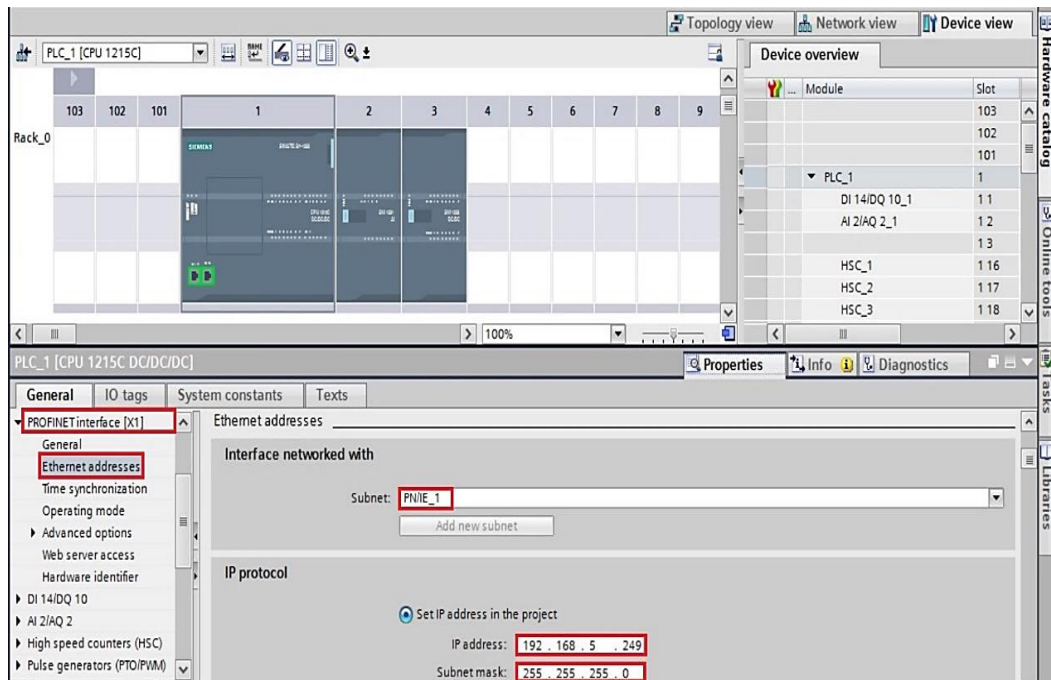 Topology view Network view Device view
PLC_1 [CPU 1215C]
Device overview
Module Slot
103 102 101 1 2 3 4 5 6 7 8 9
Rack_0
SIEMENS
103
102
101
PLC_1 1
DI 14/DQ 10_1 1 1
AI 2/AQ 2_1 1 2
1 3
HSC_1 1 16
HSC_2 1 17
HSC_3 1 18
100%
Hardware catalog
Online tools
Tasks
Libraries
PLC_1 [CPU 1215C DC/DC/DC]
Properties Info Diagnostics
General IO tags System constants Texts
PROFINET interface [X1]
General
Ethernet addresses
Time synchronization
Operating mode
Advanced options
Web server access
Hardware identifier
DI 14/DQ 10
AI 2/AQ 2
High speed counters (HSC)
Pulse generators (PTO/PWM)
Ethernet addresses
Interface networked with
Subnet: PN/IE_1
Add new subnet
IP protocol
Set IP address in the project
IP address: 192 . 168 . 5 . 249
Subnet mask: 255 . 255 . 255 . 0